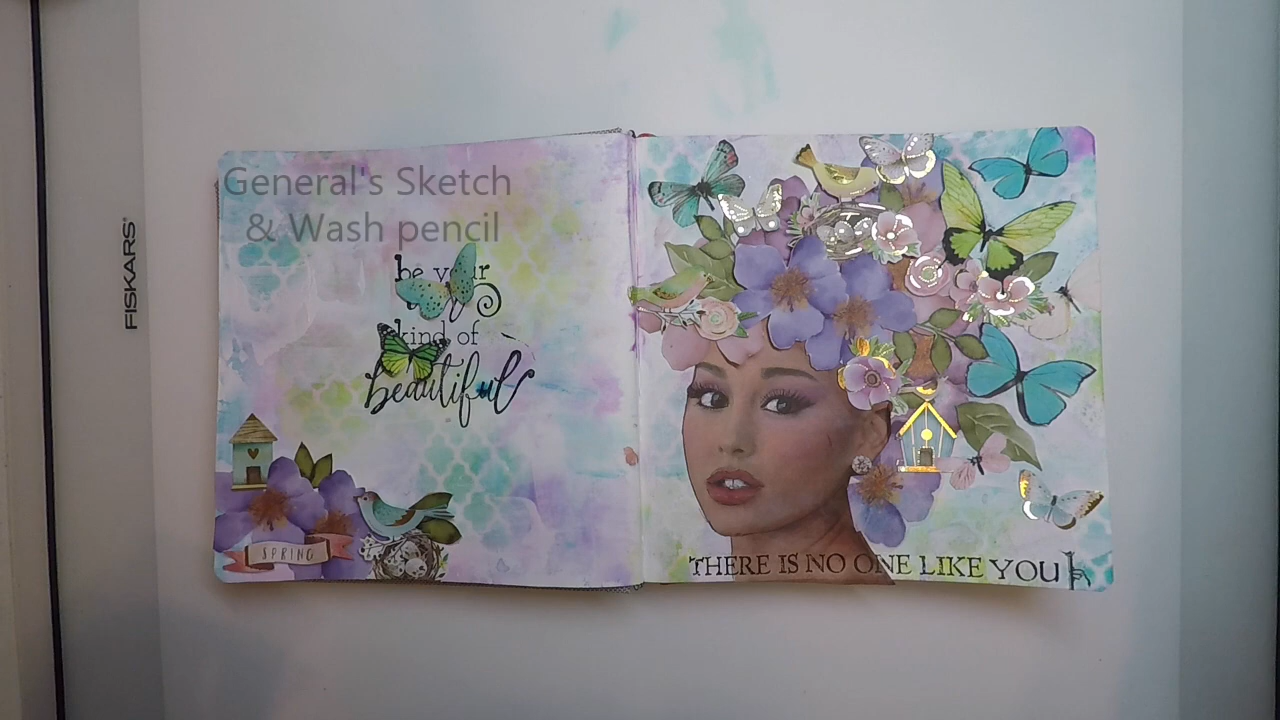 General's Sketch
& Wash pencil
FISKARS®
be your
kind of
beautiful
SPRING
THERE IS NO ONE LIKE YOU